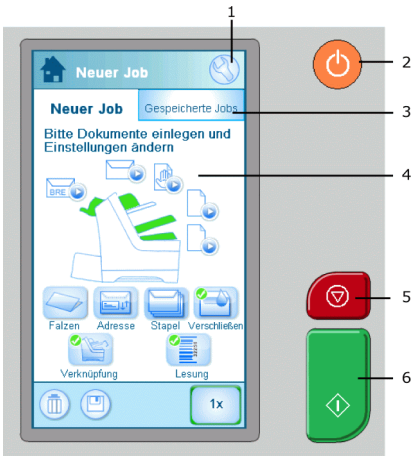 1
Neuer Job
2
Neuer Job
Gespeicherte Jobs
3
Bitte Dokumente einlegen und
Einstellungen ändern
4
BRE
5
Falzen
Adresse
Stapel
Verschließen
6
Verknüpfung
Lesung
1x